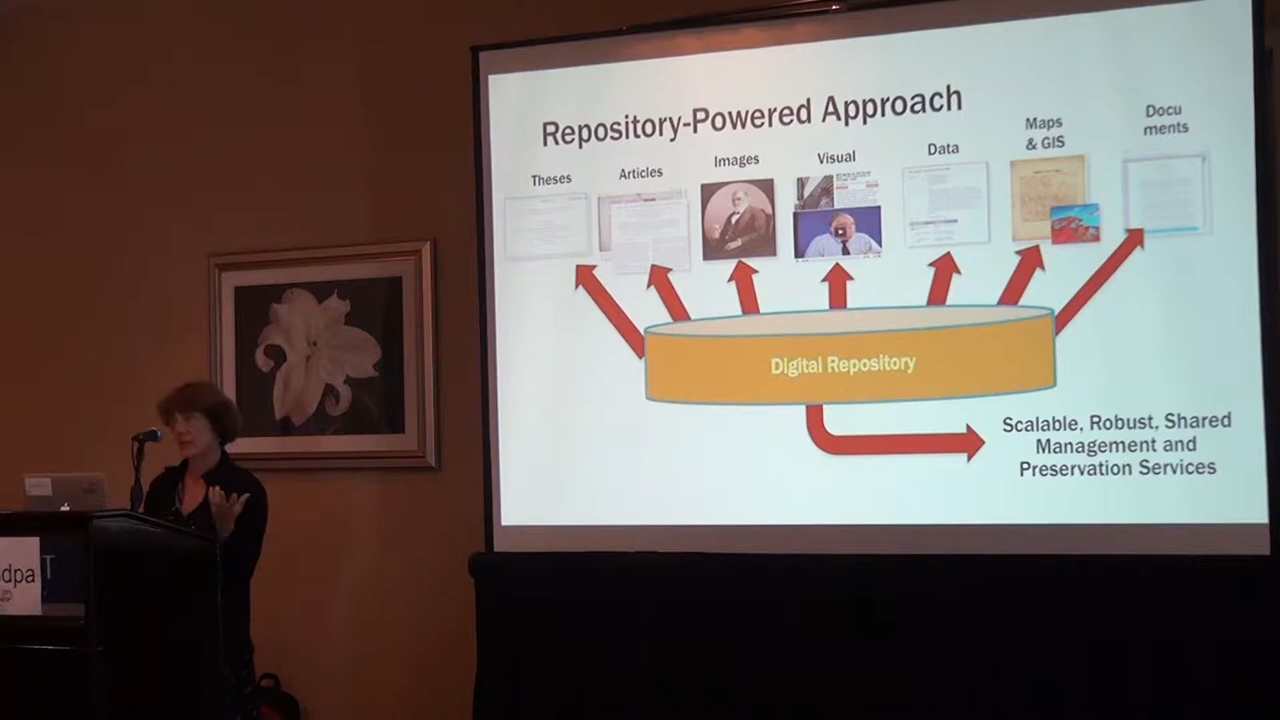 Repository-Powered Approach
Theses
Articles
Images
Visual
Data
Maps
& GIS
Docu
ments
Digital Repository
Scalable, Robust, Shared
Management and
Preservation Services
dpa
T